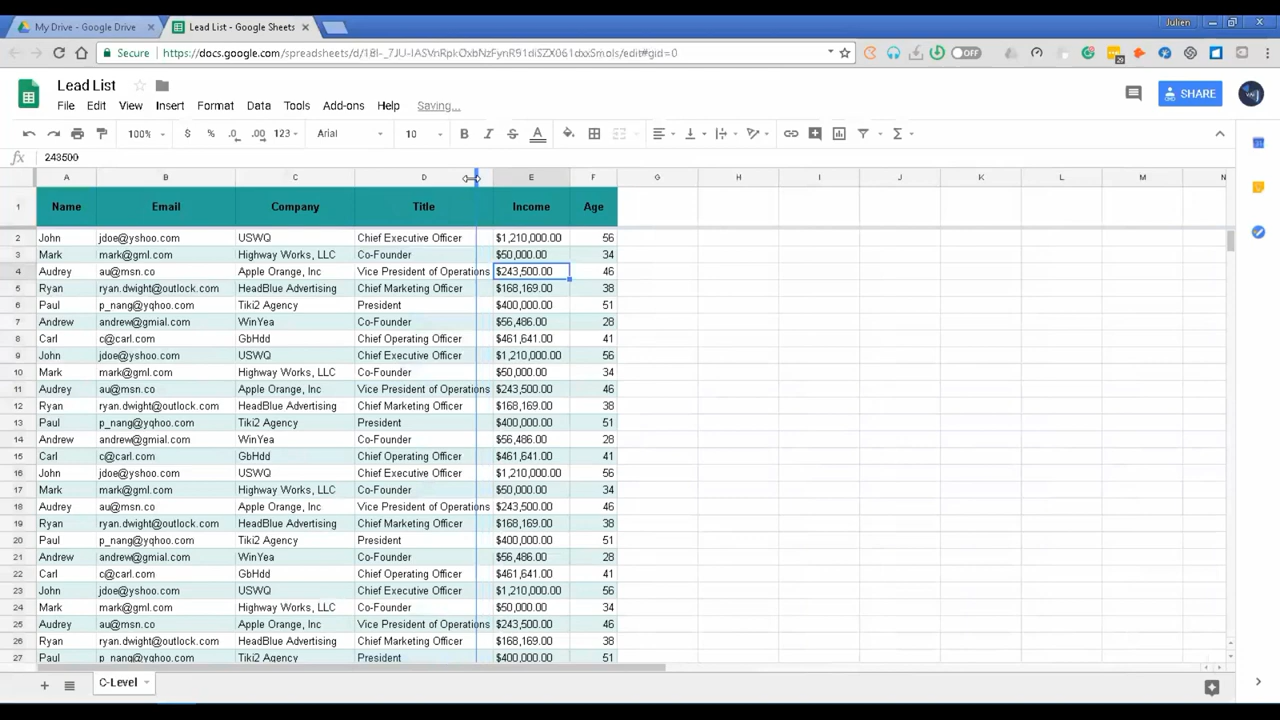 My Drive - Google Drive
Lead List - Google Sheets
Julien
Secure
OFF
29
Lead List
File Edit View Insert Format Data Tools Add-ons Help Saving...
SHARE
100% $ % .0 .00 123 Arial 10
fx 243500
A B C D E F G H I J K L M N
1 Name Email Company Title Income Age
2 John jdoe@yshoo.com USWQ Chief Executive Officer $1,210,000.00 56
3 Mark mark@gml.com Highway Works, LLC Co-Founder $50,000.00 34
4 Audrey au@msn.co Apple Orange, Inc Vice President of Operations $243,500.00 46
5 Ryan ryan.dwight@outlock.com HeadBlue Advertising Chief Marketing Officer $168,169.00 38
6 Paul p_nang@yqhoo.com Tiki2 Agency President $400,000.00 51
7 Andrew andrew@gmial.com WinYea Co-Founder $56,486.00 28
8 Carl c@carl.com GbHdd Chief Operating Officer $461,641.00 41
9 John jdoe@yshoo.com USWQ Chief Executive Officer $1,210,000.00 56
10 Mark mark@gml.com Highway Works, LLC Co-Founder $50,000.00 34
11 Audrey au@msn.co Apple Orange, Inc Vice President of Operations $243,500.00 46
12 Ryan ryan.dwight@outlock.com HeadBlue Advertising Chief Marketing Officer $168,169.00 38
13 Paul p_nang@yqhoo.com Tiki2 Agency President $400,000.00 51
14 Andrew andrew@gmial.com WinYea Co-Founder $56,486.00 28
15 Carl c@carl.com GbHdd Chief Operating Officer $461,641.00 41
16 John jdoe@yshoo.com USWQ Chief Executive Officer $1,210,000.00 56
17 Mark mark@gml.com Highway Works, LLC Co-Founder $50,000.00 34
18 Audrey au@msn.co Apple Orange, Inc Vice President of Operations $243,500.00 46
19 Ryan ryan.dwight@outlock.com HeadBlue Advertising Chief Marketing Officer $168,169.00 38
20 Paul p_nang@yqhoo.com Tiki2 Agency President $400,000.00 51
21 Andrew andrew@gmial.com WinYea Co-Founder $56,486.00 28
22 Carl c@carl.com GbHdd Chief Operating Officer $461,641.00 41
23 John jdoe@yshoo.com USWQ Chief Executive Officer $1,210,000.00 56
24 Mark mark@gml.com Highway Works, LLC Co-Founder $50,000.00 34
25 Audrey au@msn.co Apple Orange, Inc Vice President of Operations $243,500.00 46
26 Ryan ryan.dwight@outlock.com HeadBlue Advertising Chief Marketing Officer $168,169.00 38
27 Paul p_nang@yqhoo.com Tiki2 Agency President $400,000.00 51
C-Level